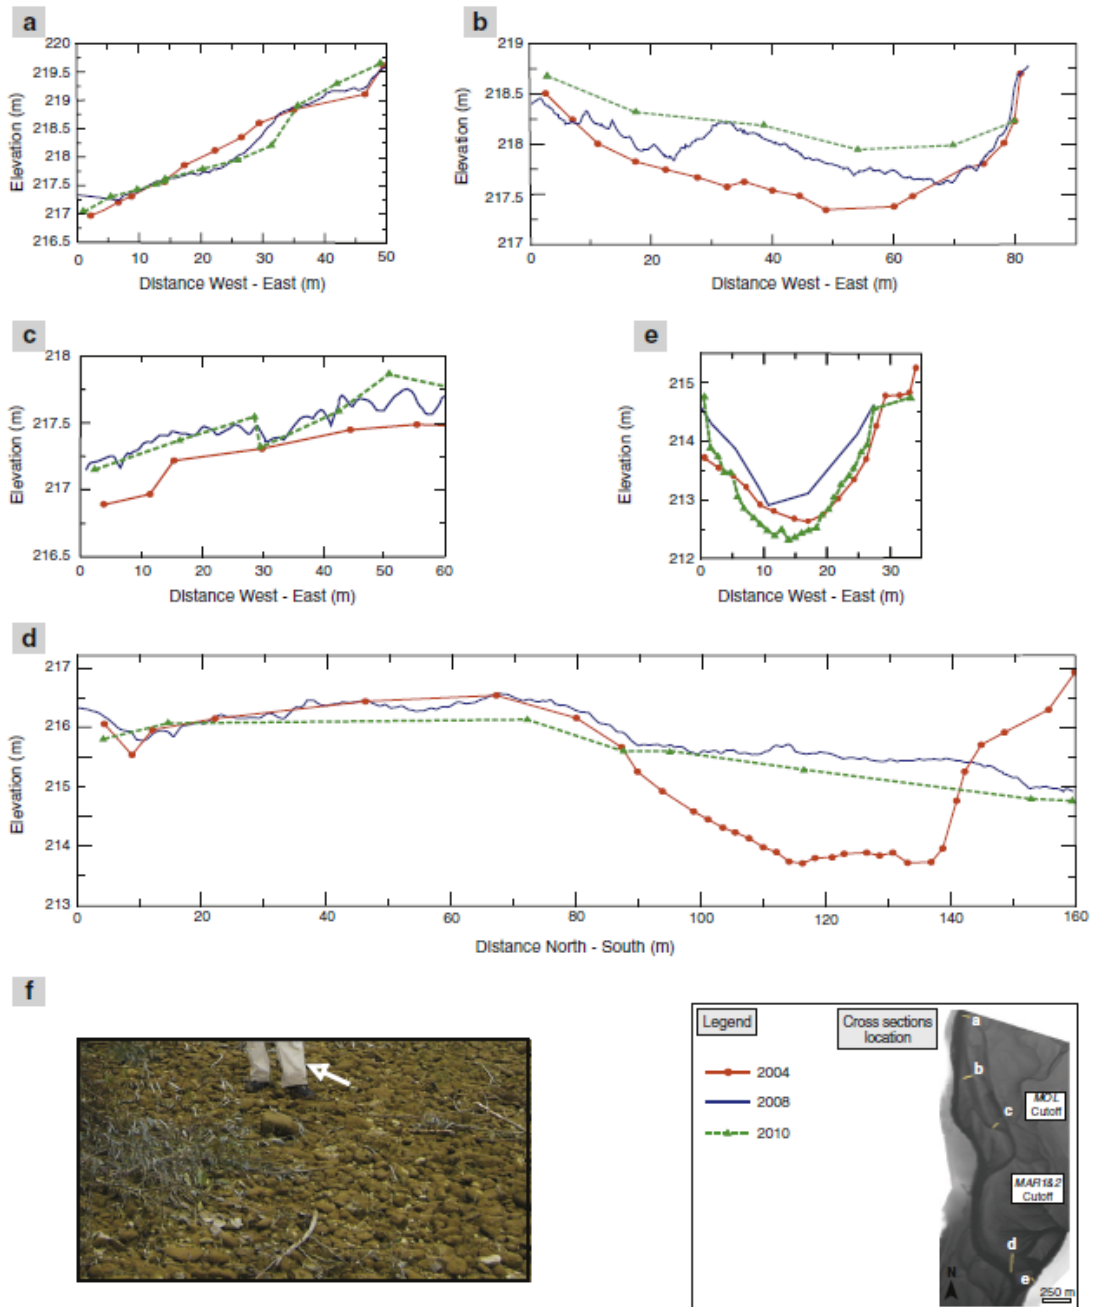 a
220
219.5
219
218.5
218
217.5
217
216.5
Elevation (m)
0 10 20 30 40 50
Distance West - East (m)
b
219
218.5
218
217.5
217
Elevation (m)
0 20 40 60 80
Distance West - East (m)
c
218
217.5
217
216.5
Elevation (m)
0 10 20 30 40 50 60
Distance West - East (m)
e
215
214
213
212
Elevation (m)
0 10 20 30
Distance West - East (m)
d
217
216
215
214
213
Elevation (m)
0 20 40 60 80 100 120 140 160
Distance North - South (m)
f
Legend
2004
2008
2010
Cross sections
location
a
b
c
MOL
Cutoff
MAR1&2
Cutoff
d
e
N
250 m